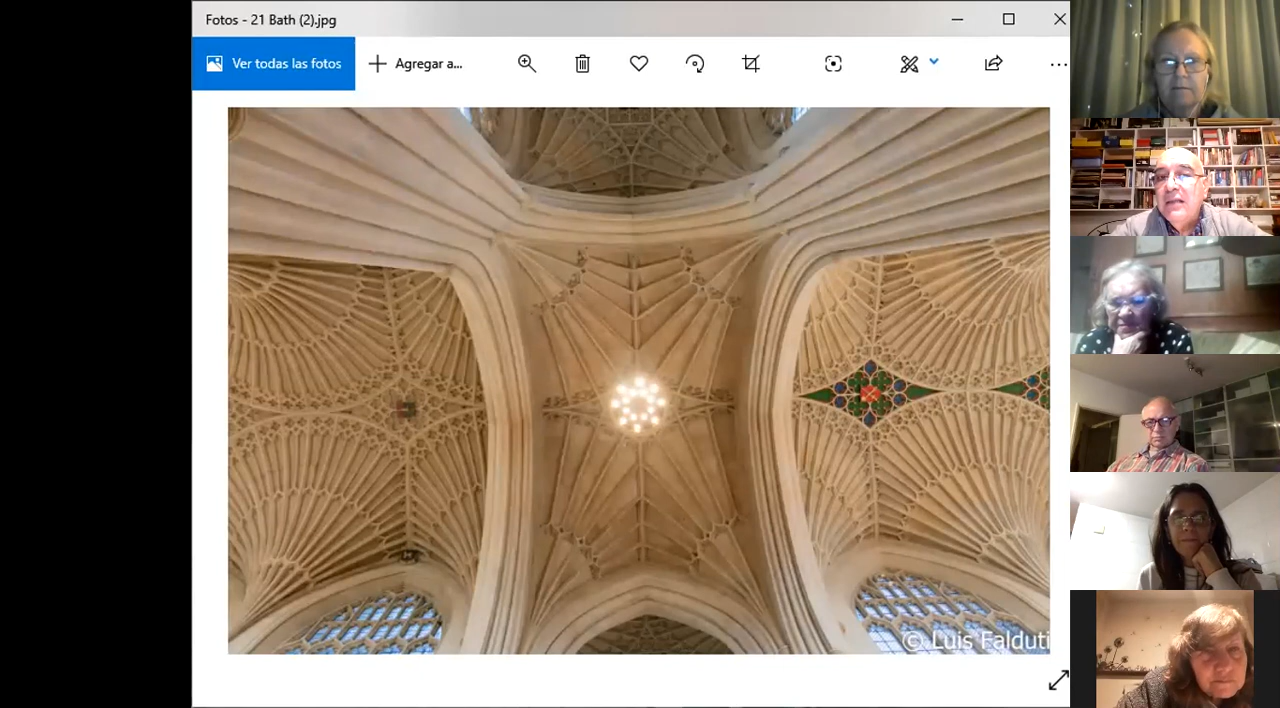 Fotos - 21 Bath (2).jpg
Ver todas las fotos
Agregar a...
© Luis Falduti